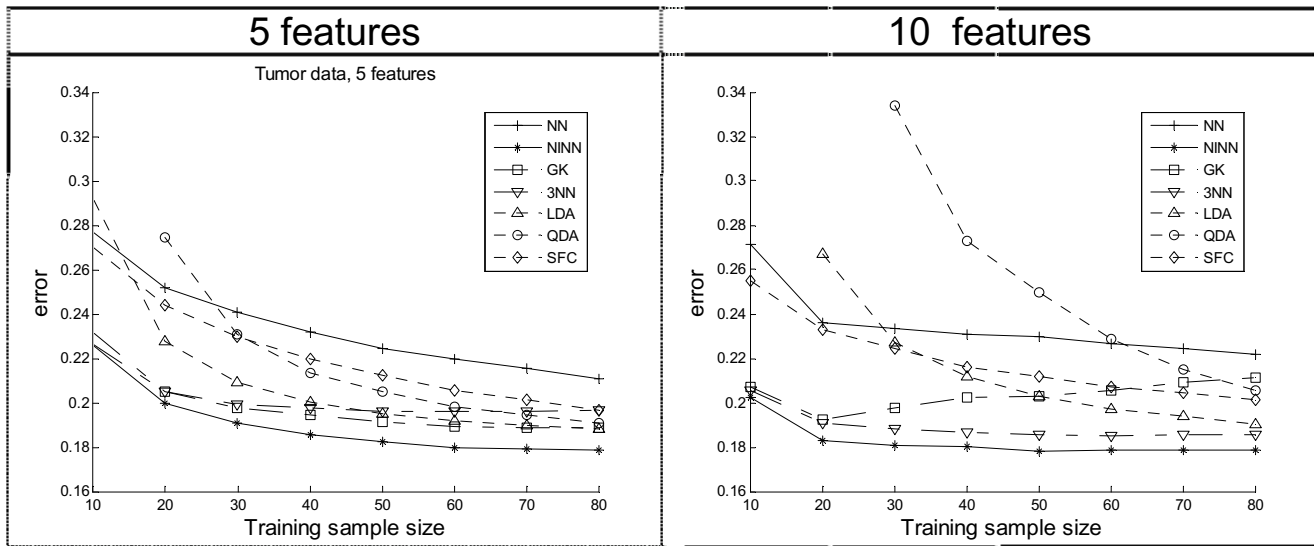 5 features
10 features
Tumor data, 5 features
0.34
0.32
0.3
0.28
0.26
0.24
0.22
0.2
0.18
0.16
error
10
20
30
40
50
60
70
80
Training sample size
NN
NINN
GK
3NN
LDA
QDA
SFC
0.34
0.32
0.3
0.28
0.26
0.24
0.22
0.2
0.18
0.16
error
10
20
30
40
50
60
70
80
Training sample size
NN
NINN
GK
3NN
LDA
QDA
SFC